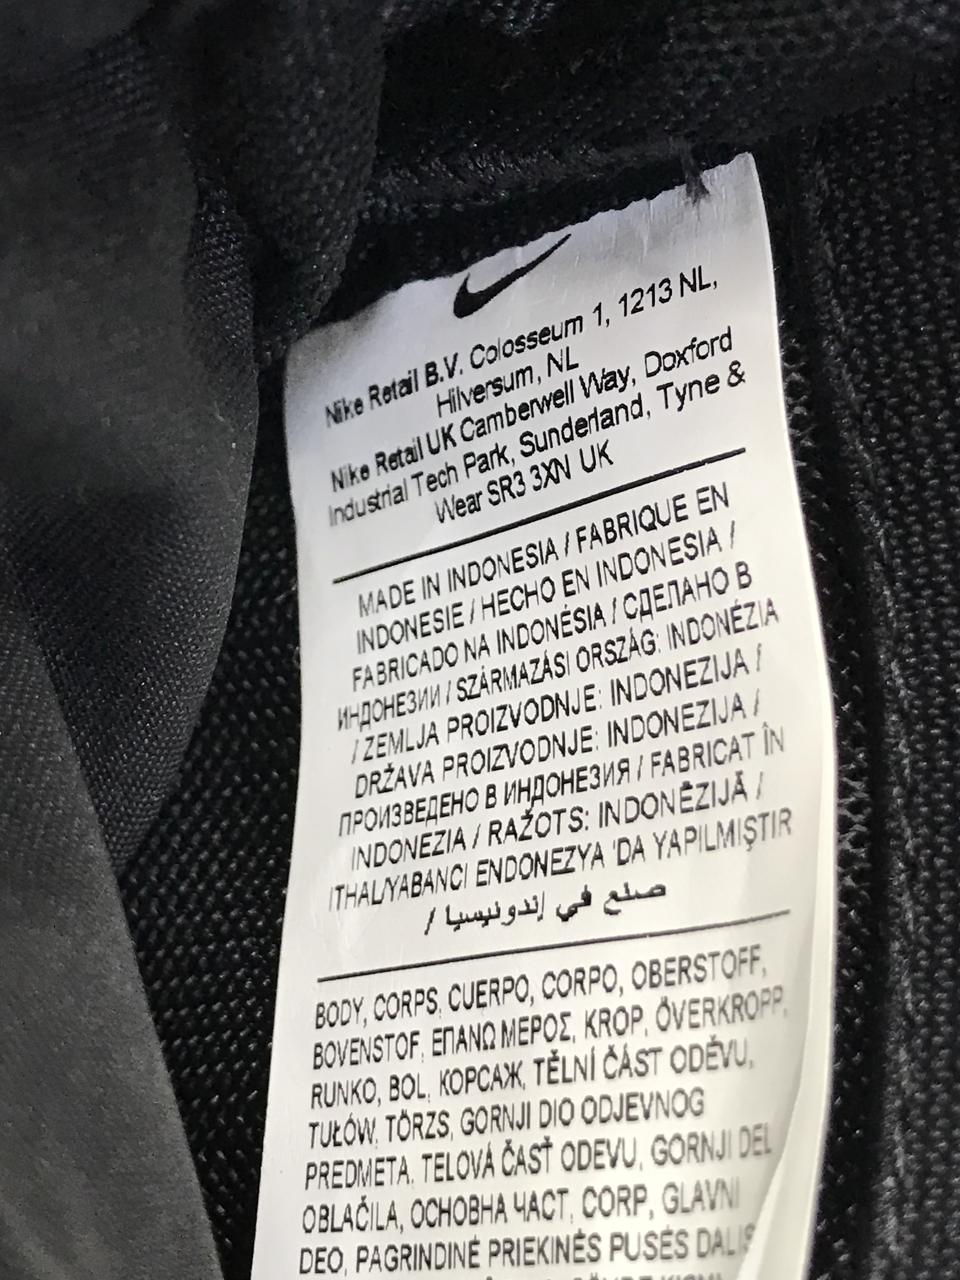 Nike Retail B.V. Colosseum 1, 1213 NL,
Hilversum, NL
Nike Retail UK Camberwell Way, Doxford
Industrial Tech Park, Sunderland, Tyne &
Wear SR3 3XN UK
MADE IN INDONESIA / FABRIQUE EN
INDONESIE / HECHO EN INDONESIA /
FABRICADO NA INDONÉSIA / СДЕЛАНО В
ИНДОНЕЗИИ / SZÁRMAZÁSI ORSZÁG: INDONÉZIA
/ ZEMLJA PROIZVODNJE: INDONEZIJA /
DRŽAVA PROIZVODNJE: INDONEZIJA /
ПРОИЗВЕДЕНО В ИНДОНЕЗИЯ / FABRICAT ÎN
INDONEZIA / RAŽOTS: INDONĒZIJĀ /
ITHAL/YABANCI ENDONEZYA 'DA YAPILMIŞTIR
/ صنع في إندونيسيا
BODY, CORPS, CUERPO, CORPO, OBERSTOFF,
BOVENSTOF, ΕΠΑΝΩ ΜΕΡΟΣ, KROP, ÖVERKROPP,
RUNKO, BOL, КОРСАЖ, TĚLNÍ ČÁST ODĚVU,
TUŁÓW, TÖRZS, GORNJI DIO ODJEVNOG
PREDMETA, TELOVÁ ČASŤ ODEVU, GORNJI DEL
OBLAČILA, ОСНОВНА ЧАСТ, CORP, GLAVNI
DEO, PAGRINDINĖ PRIEKINĖS PUSĖS DALIS